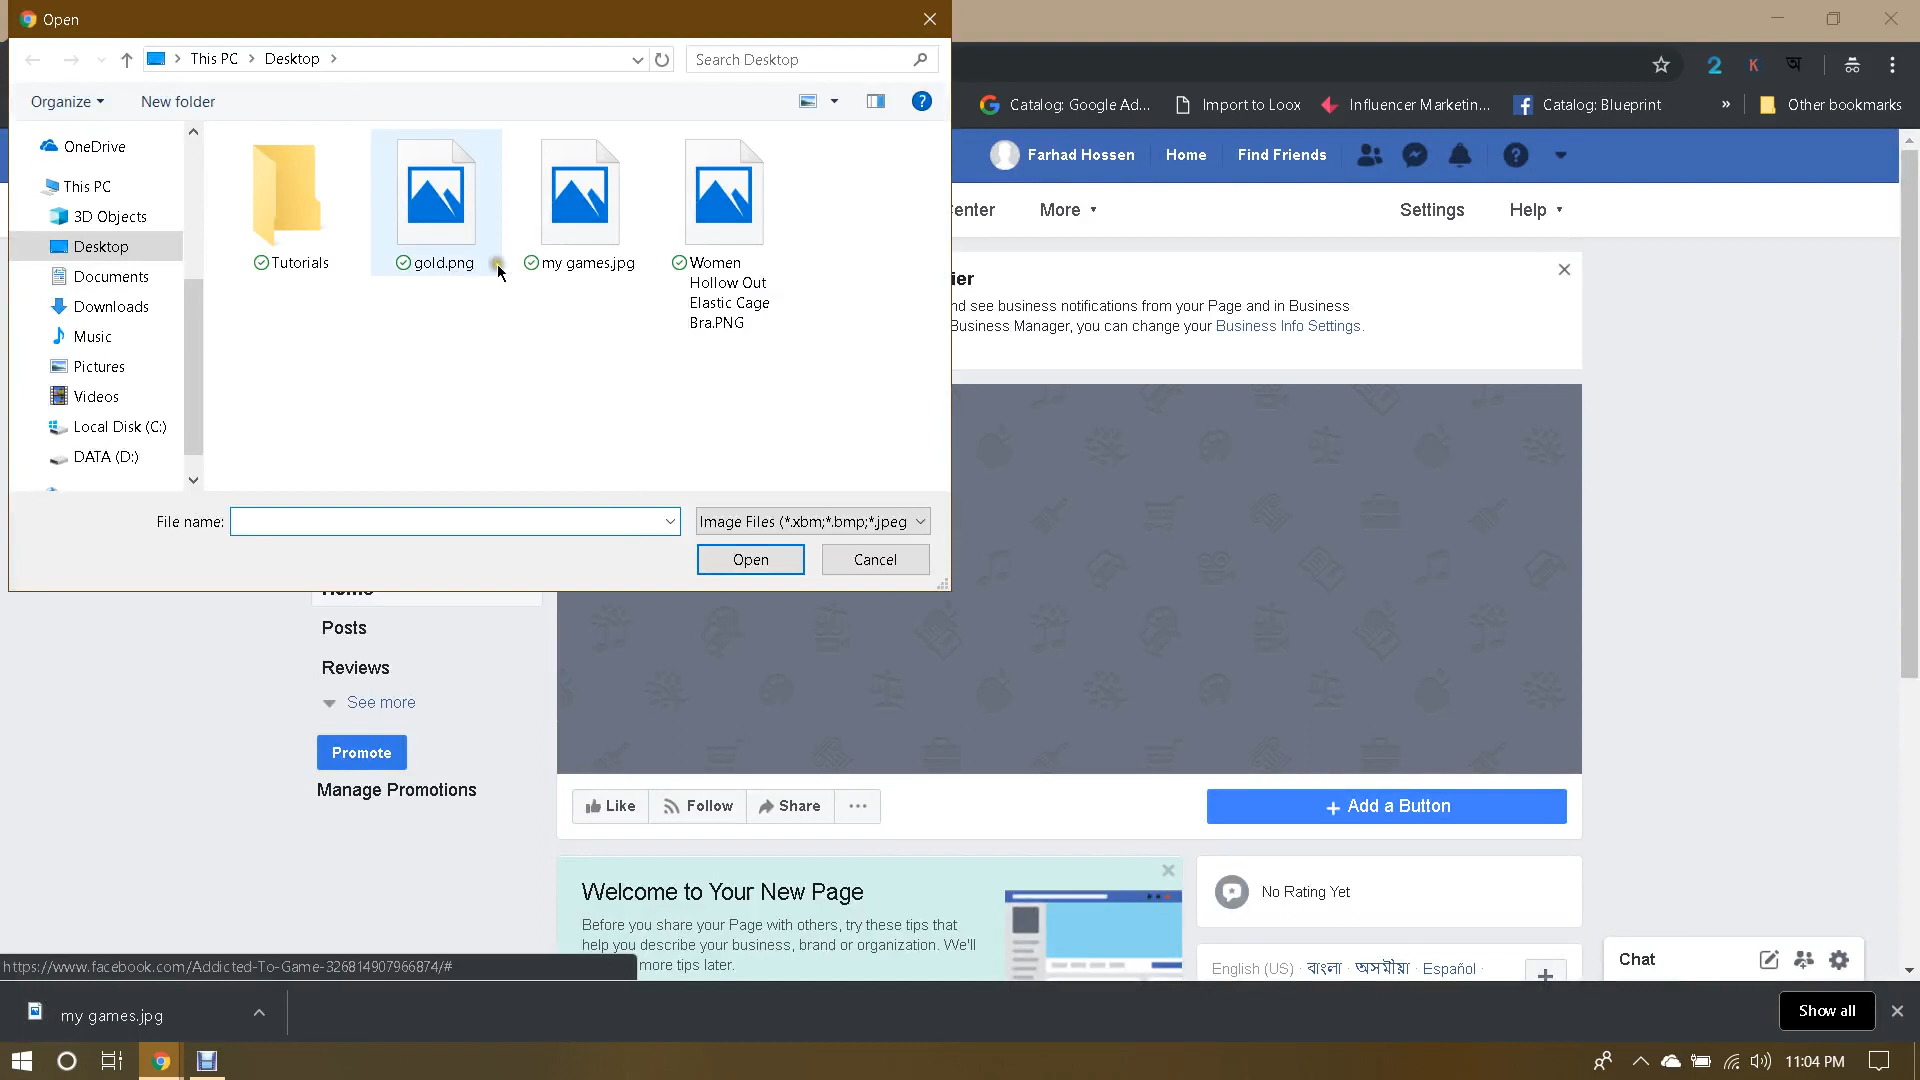 Open
This PC
Desktop
Search Desktop
Organize
New folder
OneDrive
This PC
3D Objects
Desktop
Documents
Downloads
Music
Pictures
Videos
Local Disk (C:)
DATA (D:)
Tutorials
gold.png
my games.jpg
Women
Hollow Out
Elastic Cage
Bra.PNG
File name:
Image Files (*.xbm;*.bmp;*.jpeg
Open
Cancel
2
K
অ
Catalog: Google Ad...
Import to Loox
Influencer Marketin...
Catalog: Blueprint
»
Other bookmarks
Farhad Hossen
Home
Find Friends
enter
More
Settings
Help
ier
nd see business notifications from your Page and in Business
Business Manager, you can change your Business Info Settings.
Home
Posts
Reviews
See more
Promote
Manage Promotions
Like
Follow
Share
+ Add a Button
Welcome to Your New Page
Before you share your Page with others, try these tips that
help you describe your business, brand or organization. We'll
more tips later.
No Rating Yet
English (US) · বাংলা · অসমীয়া · Español ·
Chat
https://www.facebook.com/Addicted-To-Game-326814907966874/#
my games.jpg
Show all
11:04 PM